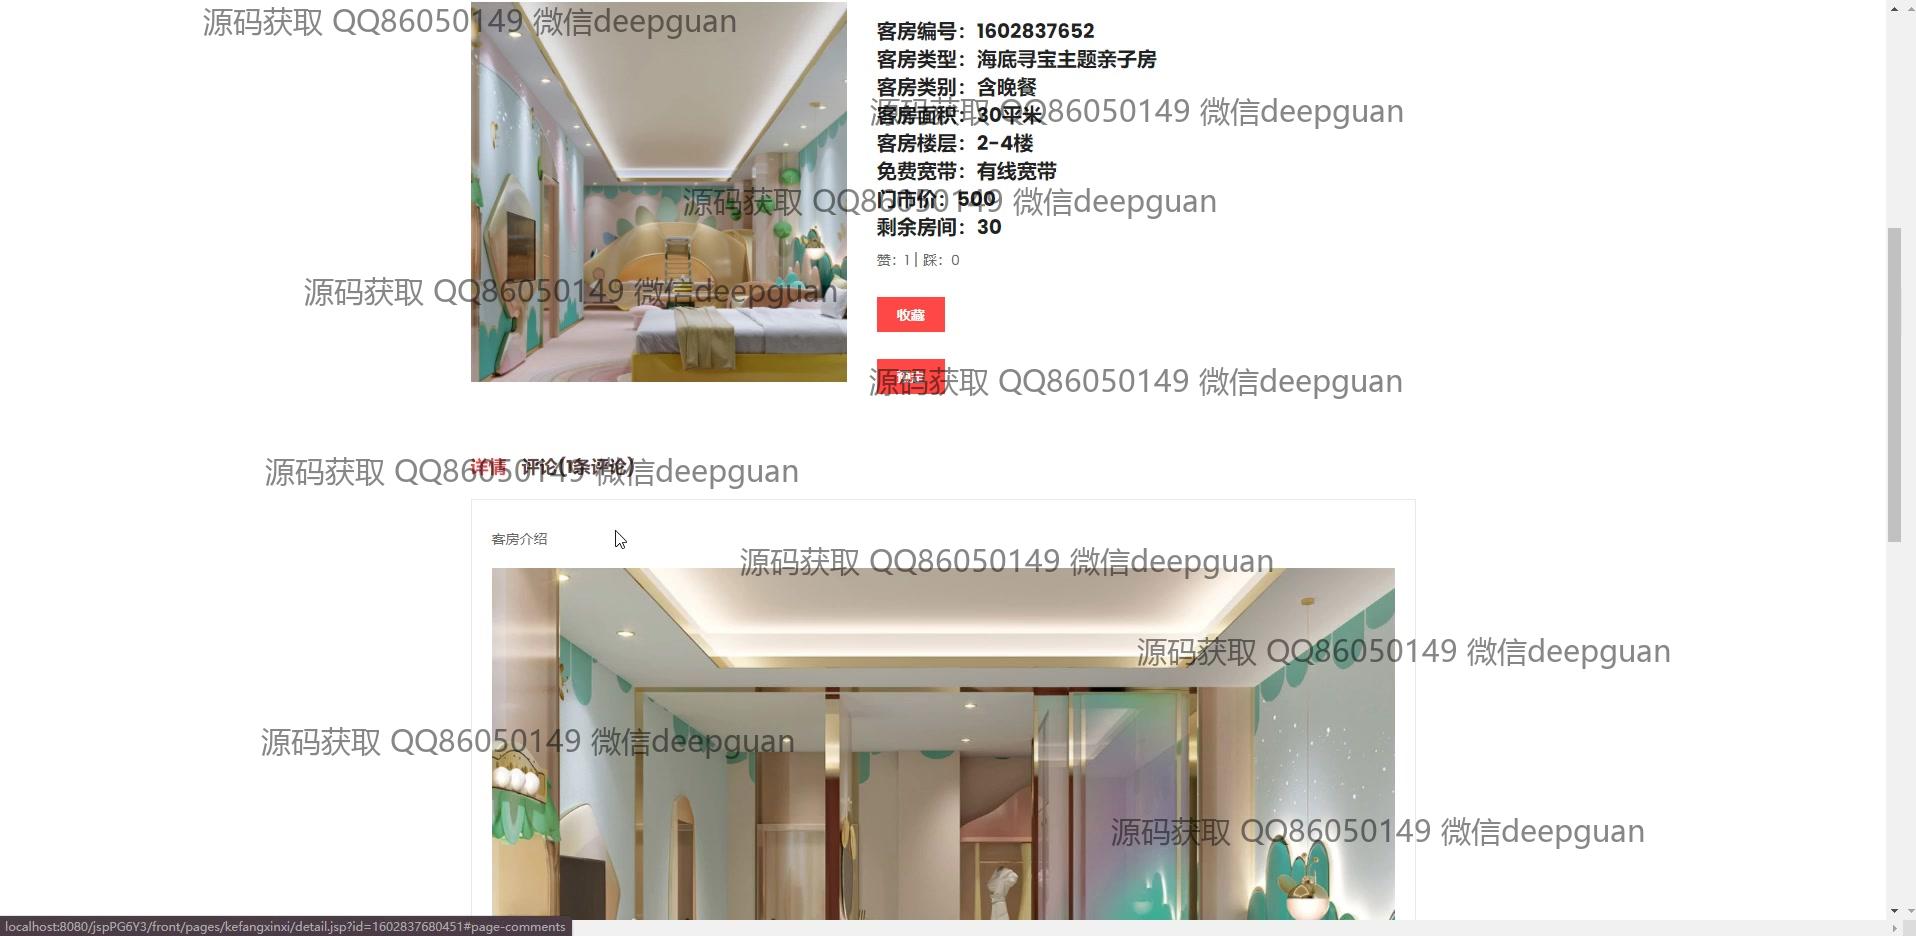 源码获取 QQ86050149 微信deepguan
客房编号：1602837652
客房类型：海底寻宝主题亲子房
客房类别：含晚餐
源码获取 QQ86050149 微信deepguan
客房面积：30平米
客房楼层：2-4楼
免费宽带：有线宽带
源码获取 QQ86050149 微信deepguan
门市价：500
剩余房间：30
赞：1 | 踩：0
源码获取 QQ86050149 微信deepguan
收藏
源码获取 QQ86050149 微信deepguan
详情 评论(1条评论)
源码获取 QQ86050149 微信deepguan
客房介绍
源码获取 QQ86050149 微信deepguan
源码获取 QQ86050149 微信deepguan
源码获取 QQ86050149 微信deepguan
源码获取 QQ86050149 微信deepguan
localhost:8080/jspPG6Y3/front/pages/kefangxinxi/detail.jsp?id=1602837680451#page-comments